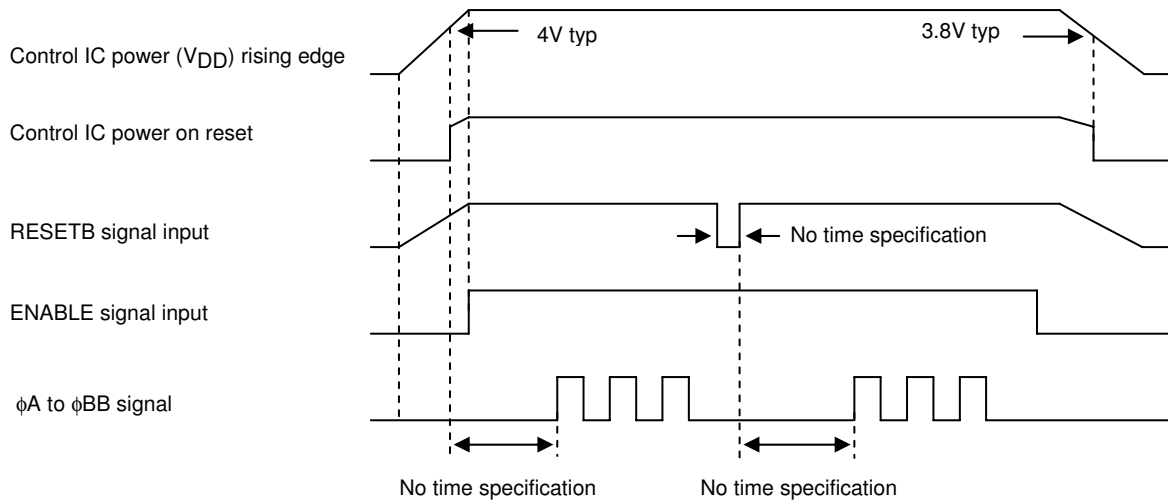 4V typ
3.8V typ
Control IC power (VDD) rising edge
Control IC power on reset
RESETB signal input
No time specification
ENABLE signal input
ϕA to ϕBB signal
No time specification
No time specification